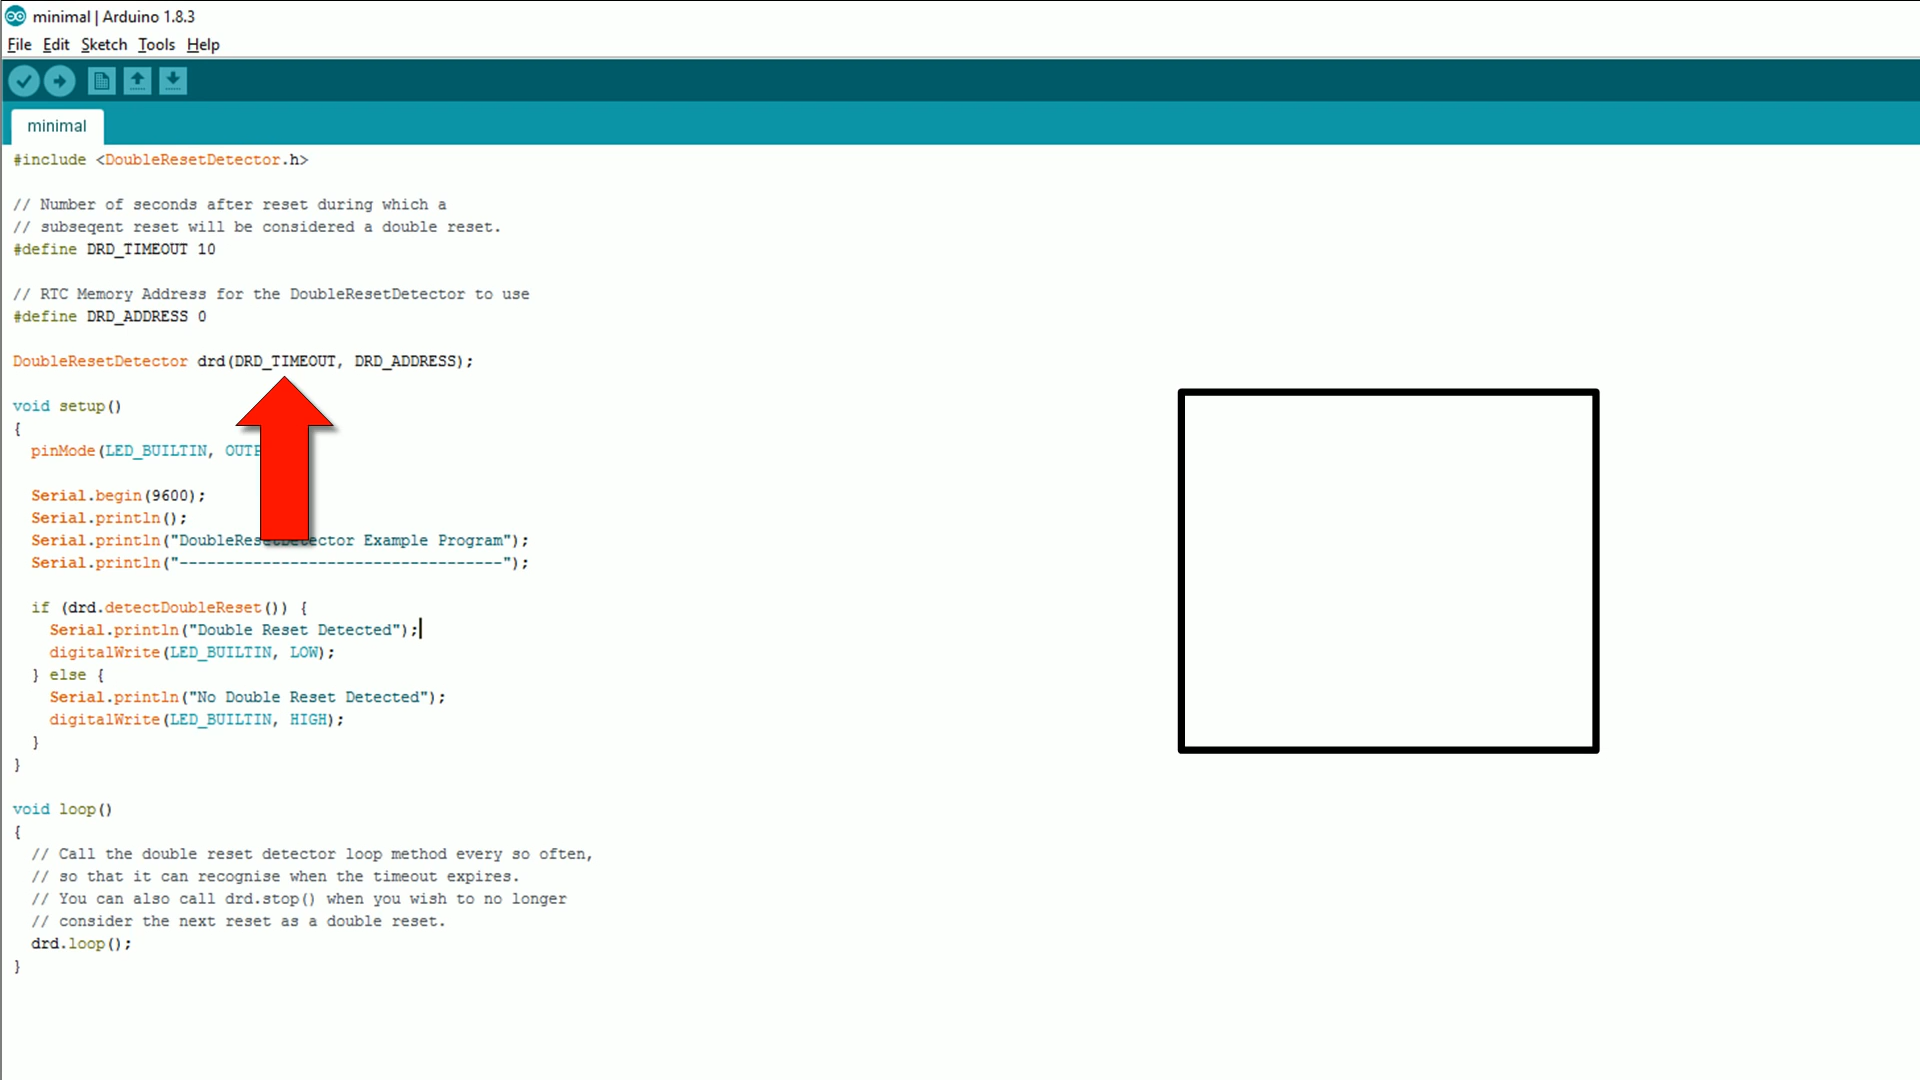 minimal | Arduino 1.8.3
File Edit Sketch Tools Help
minimal
#include <DoubleResetDetector.h>
// Number of seconds after reset during which a
// subseqent reset will be considered a double reset.
#define DRD_TIMEOUT 10
// RTC Memory Address for the DoubleResetDetector to use
#define DRD_ADDRESS 0
DoubleResetDetector drd(DRD_TIMEOUT, DRD_ADDRESS);
void setup()
{
pinMode(LED_BUILTIN,
Serial.begin(9600);
Serial.println();
Serial.println("DoubleResetDetector Example Program");
Serial.println("-----------------------------------");
if (drd.detectDoubleReset()) {
Serial.println("Double Reset Detected");
digitalWrite(LED_BUILTIN, LOW);
} else {
Serial.println("No Double Reset Detected");
digitalWrite(LED_BUILTIN, HIGH);
}
}
void loop()
{
// Call the double reset detector loop method every so often,
// so that it can recognise when the timeout expires.
// You can also call drd.stop() when you wish to no longer
// consider the next reset as a double reset.
drd.loop();
}